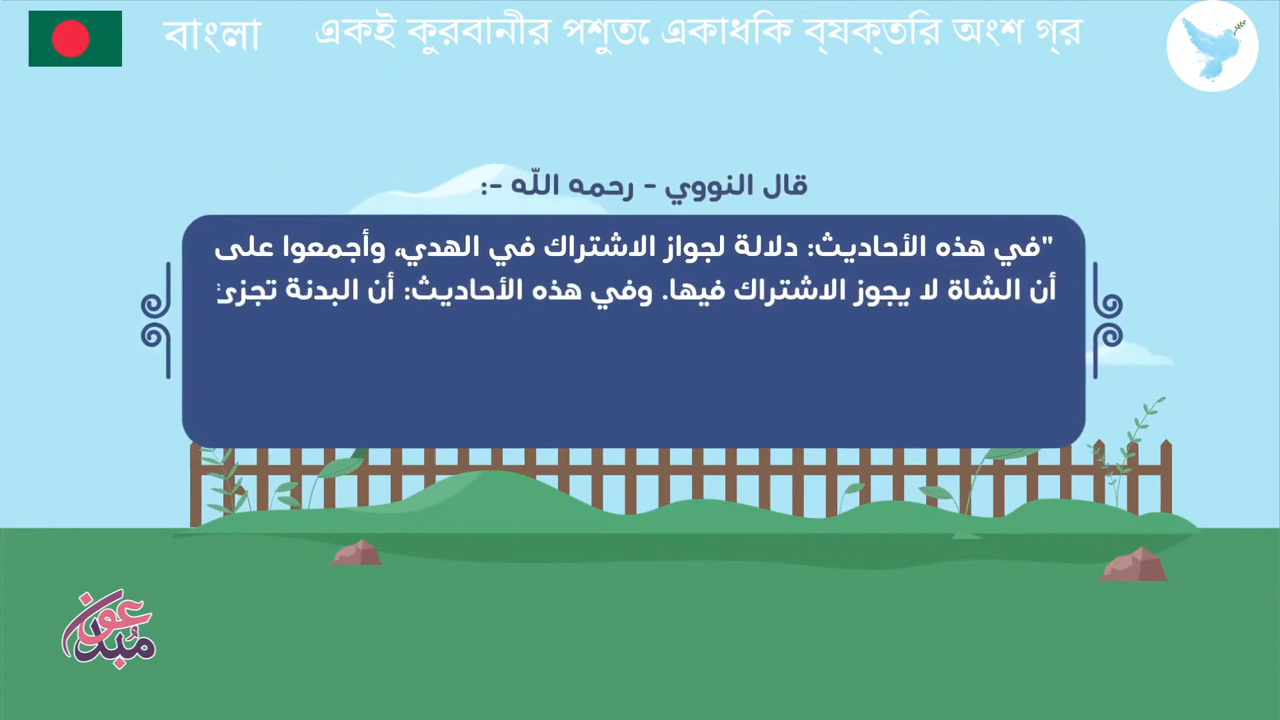 বাংলা একই কুরবানীর পশুতে একাধিক ব্যক্তির অংশ গ্র
قال النووي - رحمه الله -:
"في هذه الأحاديث: دلالة لجواز الاشتراك في الهدي، وأجمعوا على
أن الشاة لا يجوز الاشتراك فيها. وفي هذه الأحاديث: أن البدنة تجزئ
مُبدعون